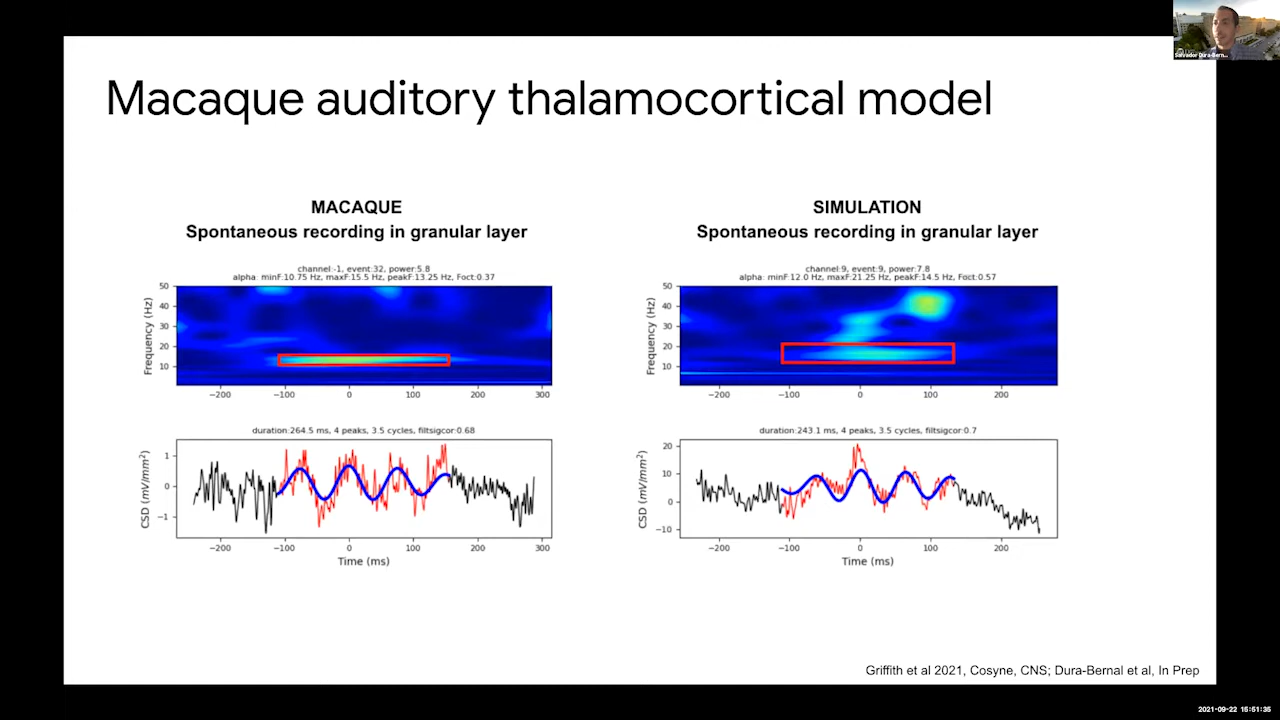 Salvador Dura-Bern...
Macaque auditory thalamocortical model
MACAQUE
Spontaneous recording in granular layer
channel:-1, event:32, power:5.8
alpha: minF:10.75 Hz, maxF:15.5 Hz, peakF:13.25 Hz, Foct:0.37
Frequency (Hz)
50
40
30
20
10
−200
−100
0
100
200
300
duration:264.5 ms, 4 peaks, 3.5 cycles, filtsigcor:0.68
CSD (mV/mm²)
1
0
−1
−200
−100
0
100
200
300
Time (ms)
SIMULATION
Spontaneous recording in granular layer
channel:9, event:9, power:7.8
alpha: minF:12.0 Hz, maxF:21.25 Hz, peakF:14.5 Hz, Foct:0.57
Frequency (Hz)
50
40
30
20
10
−200
−100
0
100
200
duration:243.1 ms, 4 peaks, 3.5 cycles, filtsigcor:0.7
CSD (mV/mm²)
20
10
0
−10
−200
−100
0
100
200
Time (ms)
Griffith et al 2021, Cosyne, CNS; Dura-Bernal et al, In Prep
2021-09-22 15:51:35